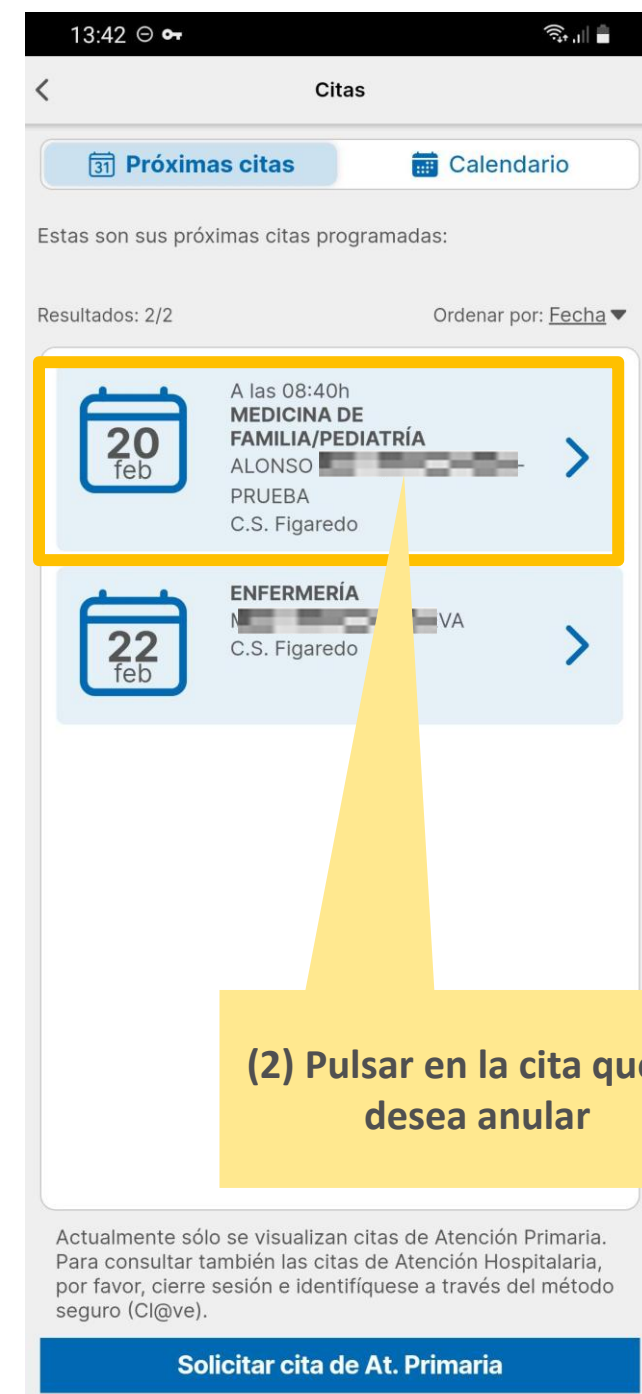 13:42
Citas
31 Próximas citas
Calendario
Estas son sus próximas citas programadas:
Resultados: 2/2
Ordenar por: Fecha
20
feb
A las 08:40h
MEDICINA DE
FAMILIA/PEDIATRÍA
ALONSO -
PRUEBA
C.S. Figaredo
22
feb
ENFERMERÍA
VA
C.S. Figaredo
(2) Pulsar en la cita que
desea anular
Actualmente sólo se visualizan citas de Atención Primaria.
Para consultar también las citas de Atención Hospitalaria,
por favor, cierre sesión e identifíquese a través del método
seguro (Cl@ve).
Solicitar cita de At. Primaria